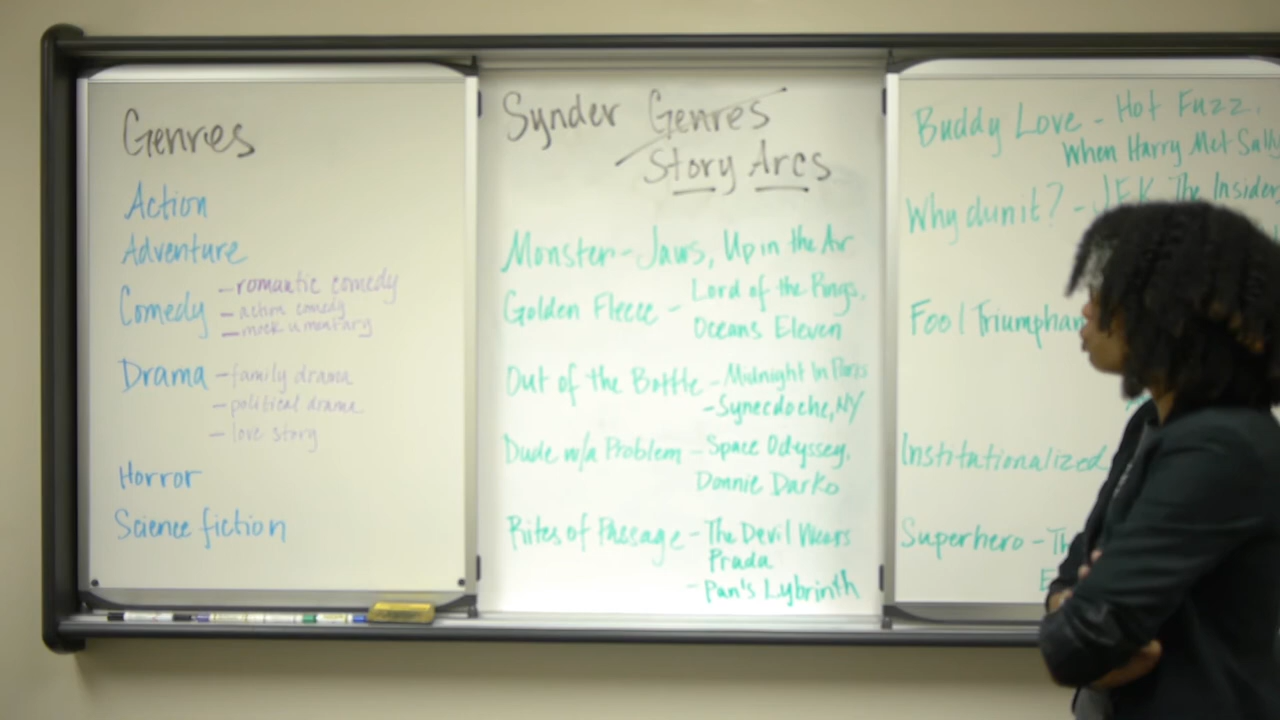 Genres
Action
Adventure
Comedy - romantic comedy
- action comedy
- mockumentary
Drama - family drama
- political drama
- love story
Horror
Science fiction
Synder Genres
Story Arcs
Monster - Jaws, Up in the Air
Golden Fleece - Lord of the Rings,
Oceans Eleven
Out of the Bottle - Midnight In Paris
- Synecdoche, NY
Dude w/a Problem - Space Odyssey,
Donnie Darko
Rites of Passage - The Devil Wears
Prada
- Pan's Lybrinth
Buddy Love - Hot Fuzz,
When Harry Met Sally
Whydunit? - JFK, The Insider
Fool Triumphan
Institutionalized
Superhero - Th
E